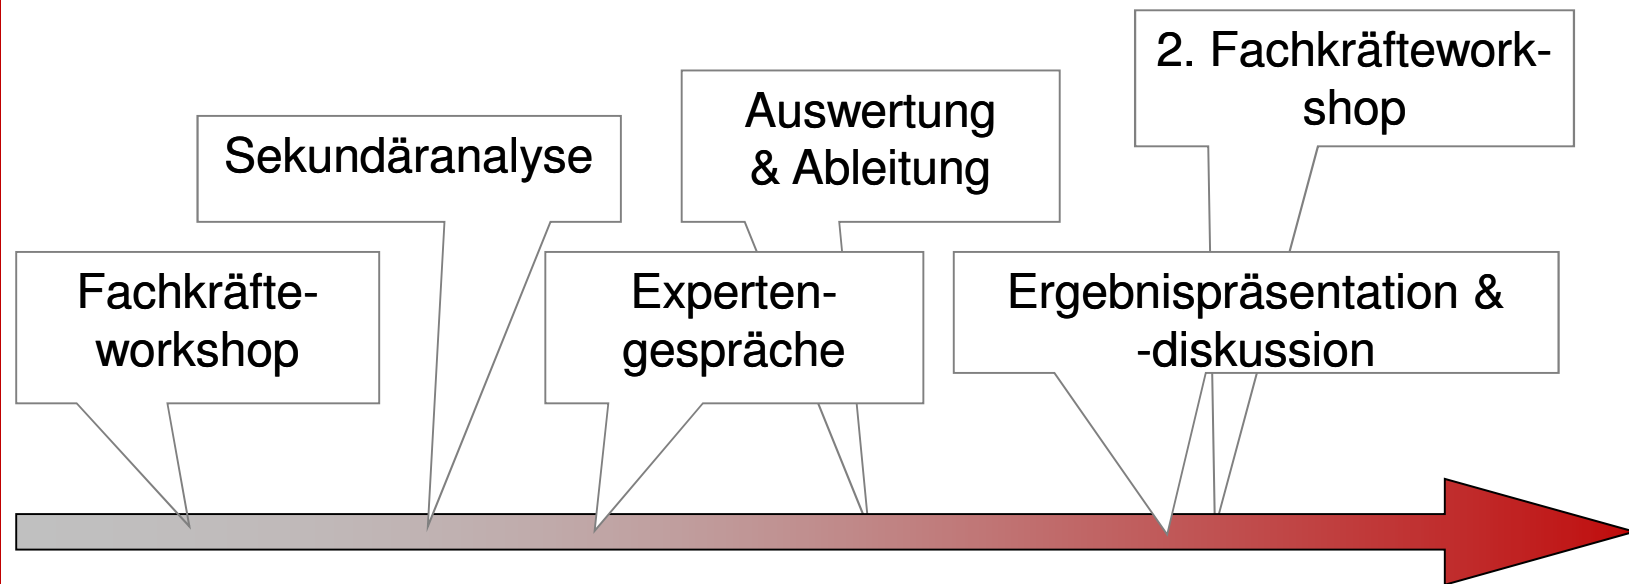 Fachkräfte-
workshop
Sekundäranalyse
Experten-
gespräche
Auswertung
& Ableitung
Ergebnispräsentation &
-diskussion
2. Fachkräftework-
shop